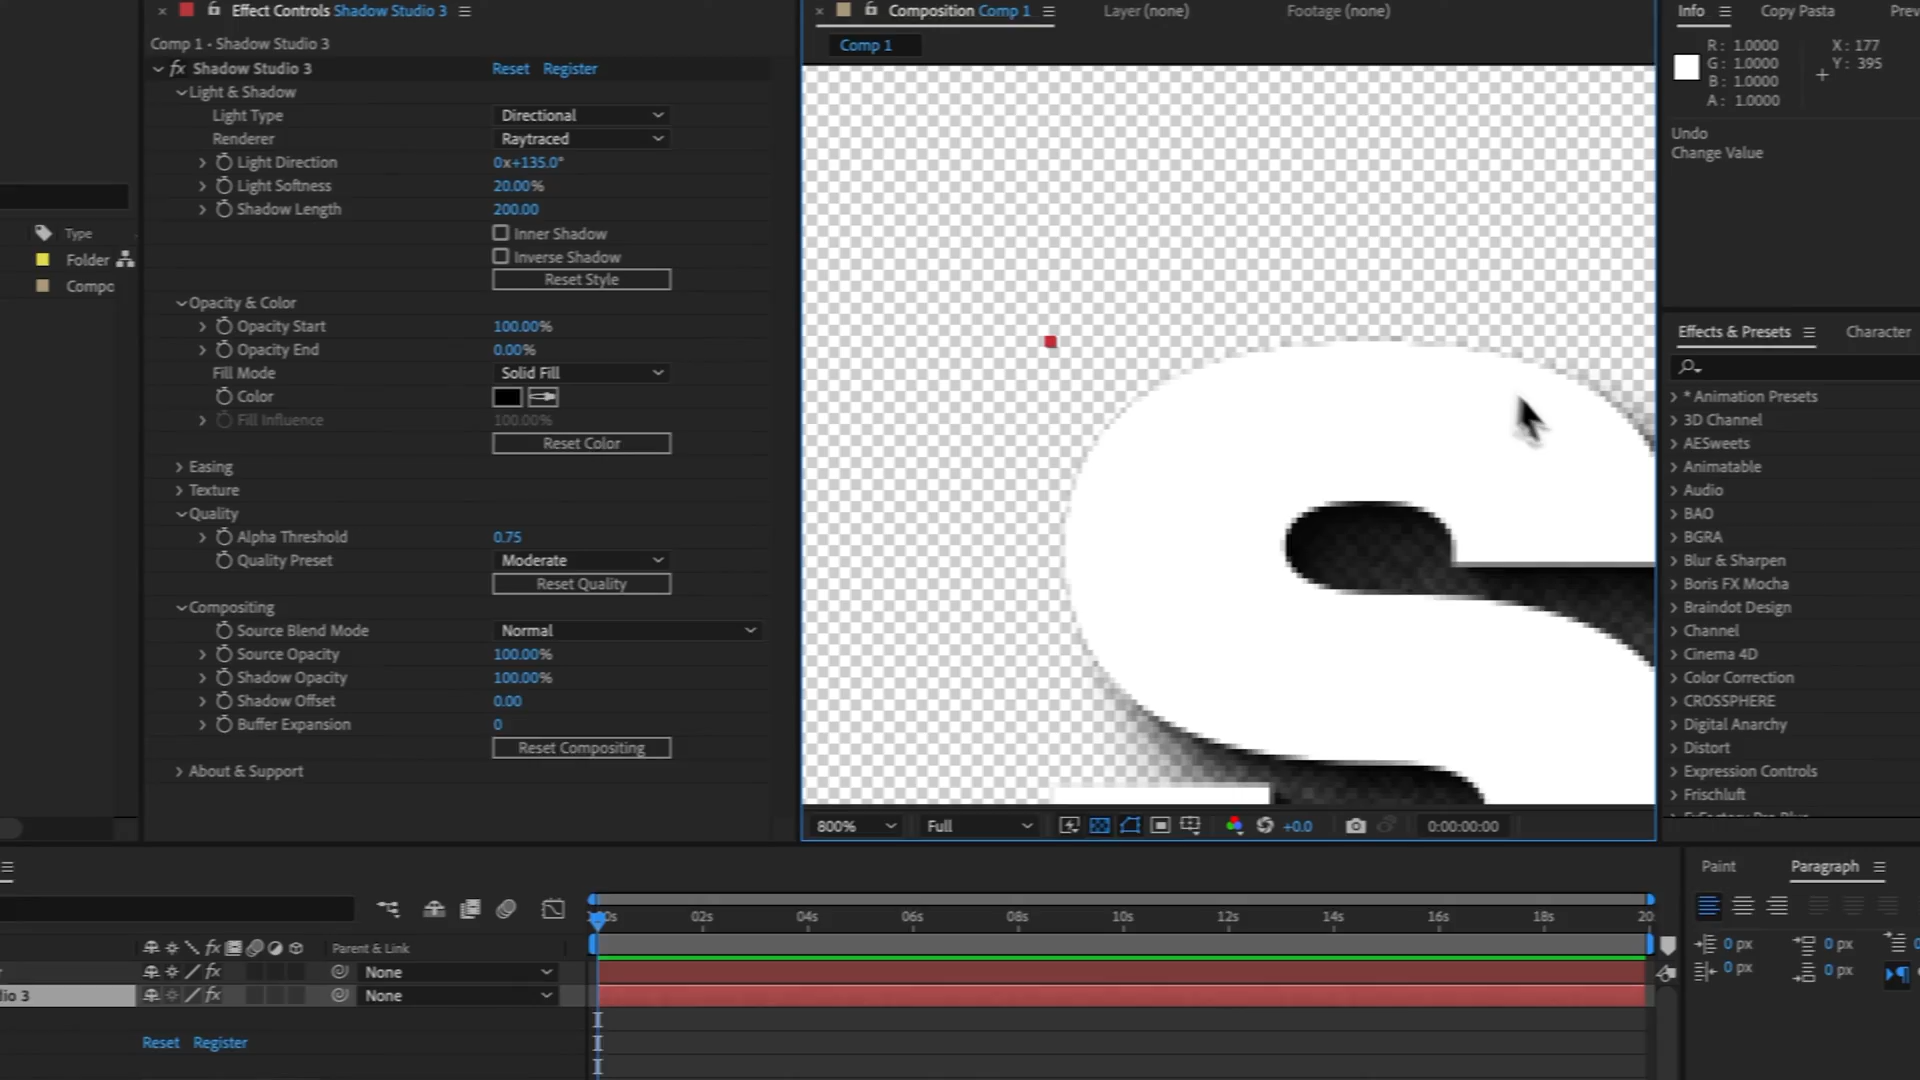 Effect Controls Shadow Studio 3
Comp 1 - Shadow Studio 3
fx Shadow Studio 3 Reset Register
Light & Shadow
Light Type Directional
Renderer Raytraced
Light Direction 0x+135.0°
Light Softness 20.00%
Shadow Length 200.00
Inner Shadow
Inverse Shadow
Reset Style
Opacity & Color
Opacity Start 100.00%
Opacity End 0.00%
Fill Mode Solid Fill
Color
Fill Influence 100.00%
Reset Color
Easing
Texture
Quality
Alpha Threshold 0.75
Quality Preset Moderate
Reset Quality
Compositing
Source Blend Mode Normal
Source Opacity 100.00%
Shadow Opacity 100.00%
Shadow Offset 0.00
Buffer Expansion 0
Reset Compositing
About & Support
Type
Folder
Compo
Composition Comp 1 Layer (none) Footage (none)
Comp 1
S
800% Full +0.0 0:00:00:00
Info Copy Pasta Prev
R: 1.0000 X: 177
G: 1.0000 Y: 395
B: 1.0000
A: 1.0000
Undo
Change Value
Effects & Presets Character
* Animation Presets
3D Channel
AESweets
Animatable
Audio
BAO
BGRA
Blur & Sharpen
Boris FX Mocha
Braindot Design
Channel
Cinema 4D
Color Correction
CROSSPHERE
Digital Anarchy
Distort
Expression Controls
Frischluft
02s 04s 06s 08s 10s 12s 14s 16s 18s 20
fx Parent & Link
fx None
dio 3 fx None
Reset Register
Paint Paragraph
0 px 0 px 0
0 px 0 px